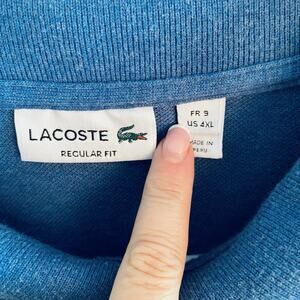 LACOSTE
REGULAR FIT
FR 9
US 4XL
MADE IN
PERU